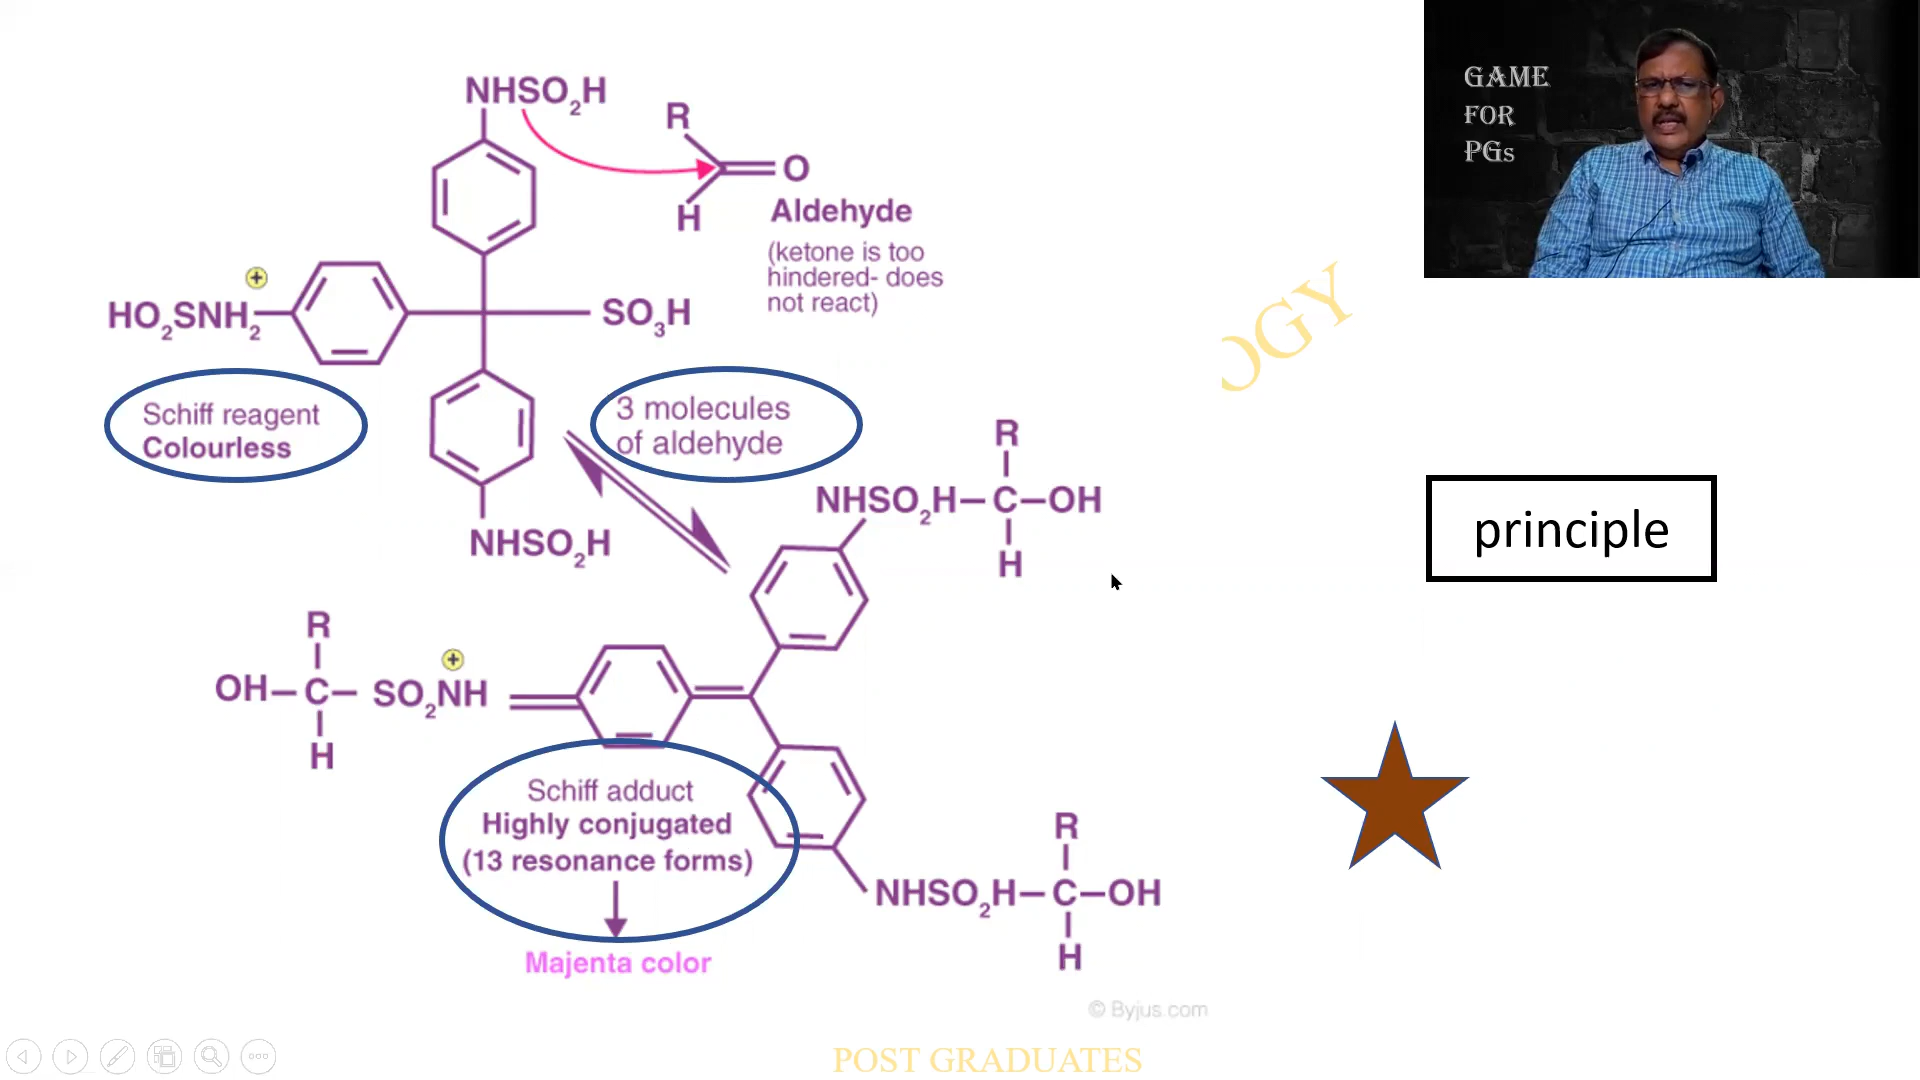 NHSO2H
R
O
H
Aldehyde
(ketone is too
hindered- does
not react)
+
HO2SNH2
SO3H
Schiff reagent
Colourless
3 molecules
of aldehyde
NHSO2H
R
NHSO2H–C–OH
H
R
+
OH–C–SO2NH
H
Schiff adduct
Highly conjugated
(13 resonance forms)
Majenta color
R
NHSO2H–C–OH
H
© Byjus.com
POST GRADUATES
OGY
principle
GAME
FOR
PGs